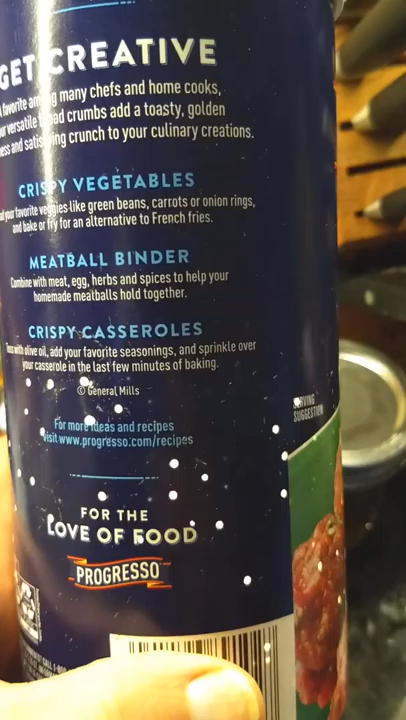 GET CREATIVE
favorite among many chefs and home cooks,
our versatile bread crumbs add a toasty, golden
and satisfying crunch to your culinary creations.
CRISPY VEGETABLES
your favorite veggies like green beans, carrots or onion rings,
and bake or fry for an alternative to French fries.
MEATBALL BINDER
Combine with meat, egg, herbs and spices to help your
homemade meatballs hold together.
CRISPY CASSEROLES
Toss with olive oil, add your favorite seasonings, and sprinkle over
your casserole in the last few minutes of baking.
© General Mills
For more ideas and recipes
visit www.progresso.com/recipes
SERVING
SUGGESTION
FOR THE
LOVE OF FOOD
PROGRESSO